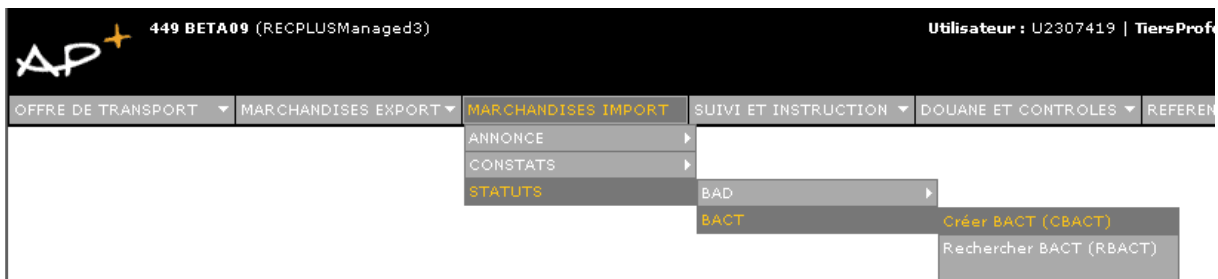 AP+
449 BETA09 (RECPLUSManaged3)
Utilisateur : U2307419 | TiersProfe
OFFRE DE TRANSPORT MARCHANDISES EXPORT MARCHANDISES IMPORT SUIVI ET INSTRUCTION DOUANE ET CONTROLES REFEREN
ANNONCE
CONSTATS
STATUTS
BAD
BACT
Créer BACT (CBACT)
Rechercher BACT (RBACT)